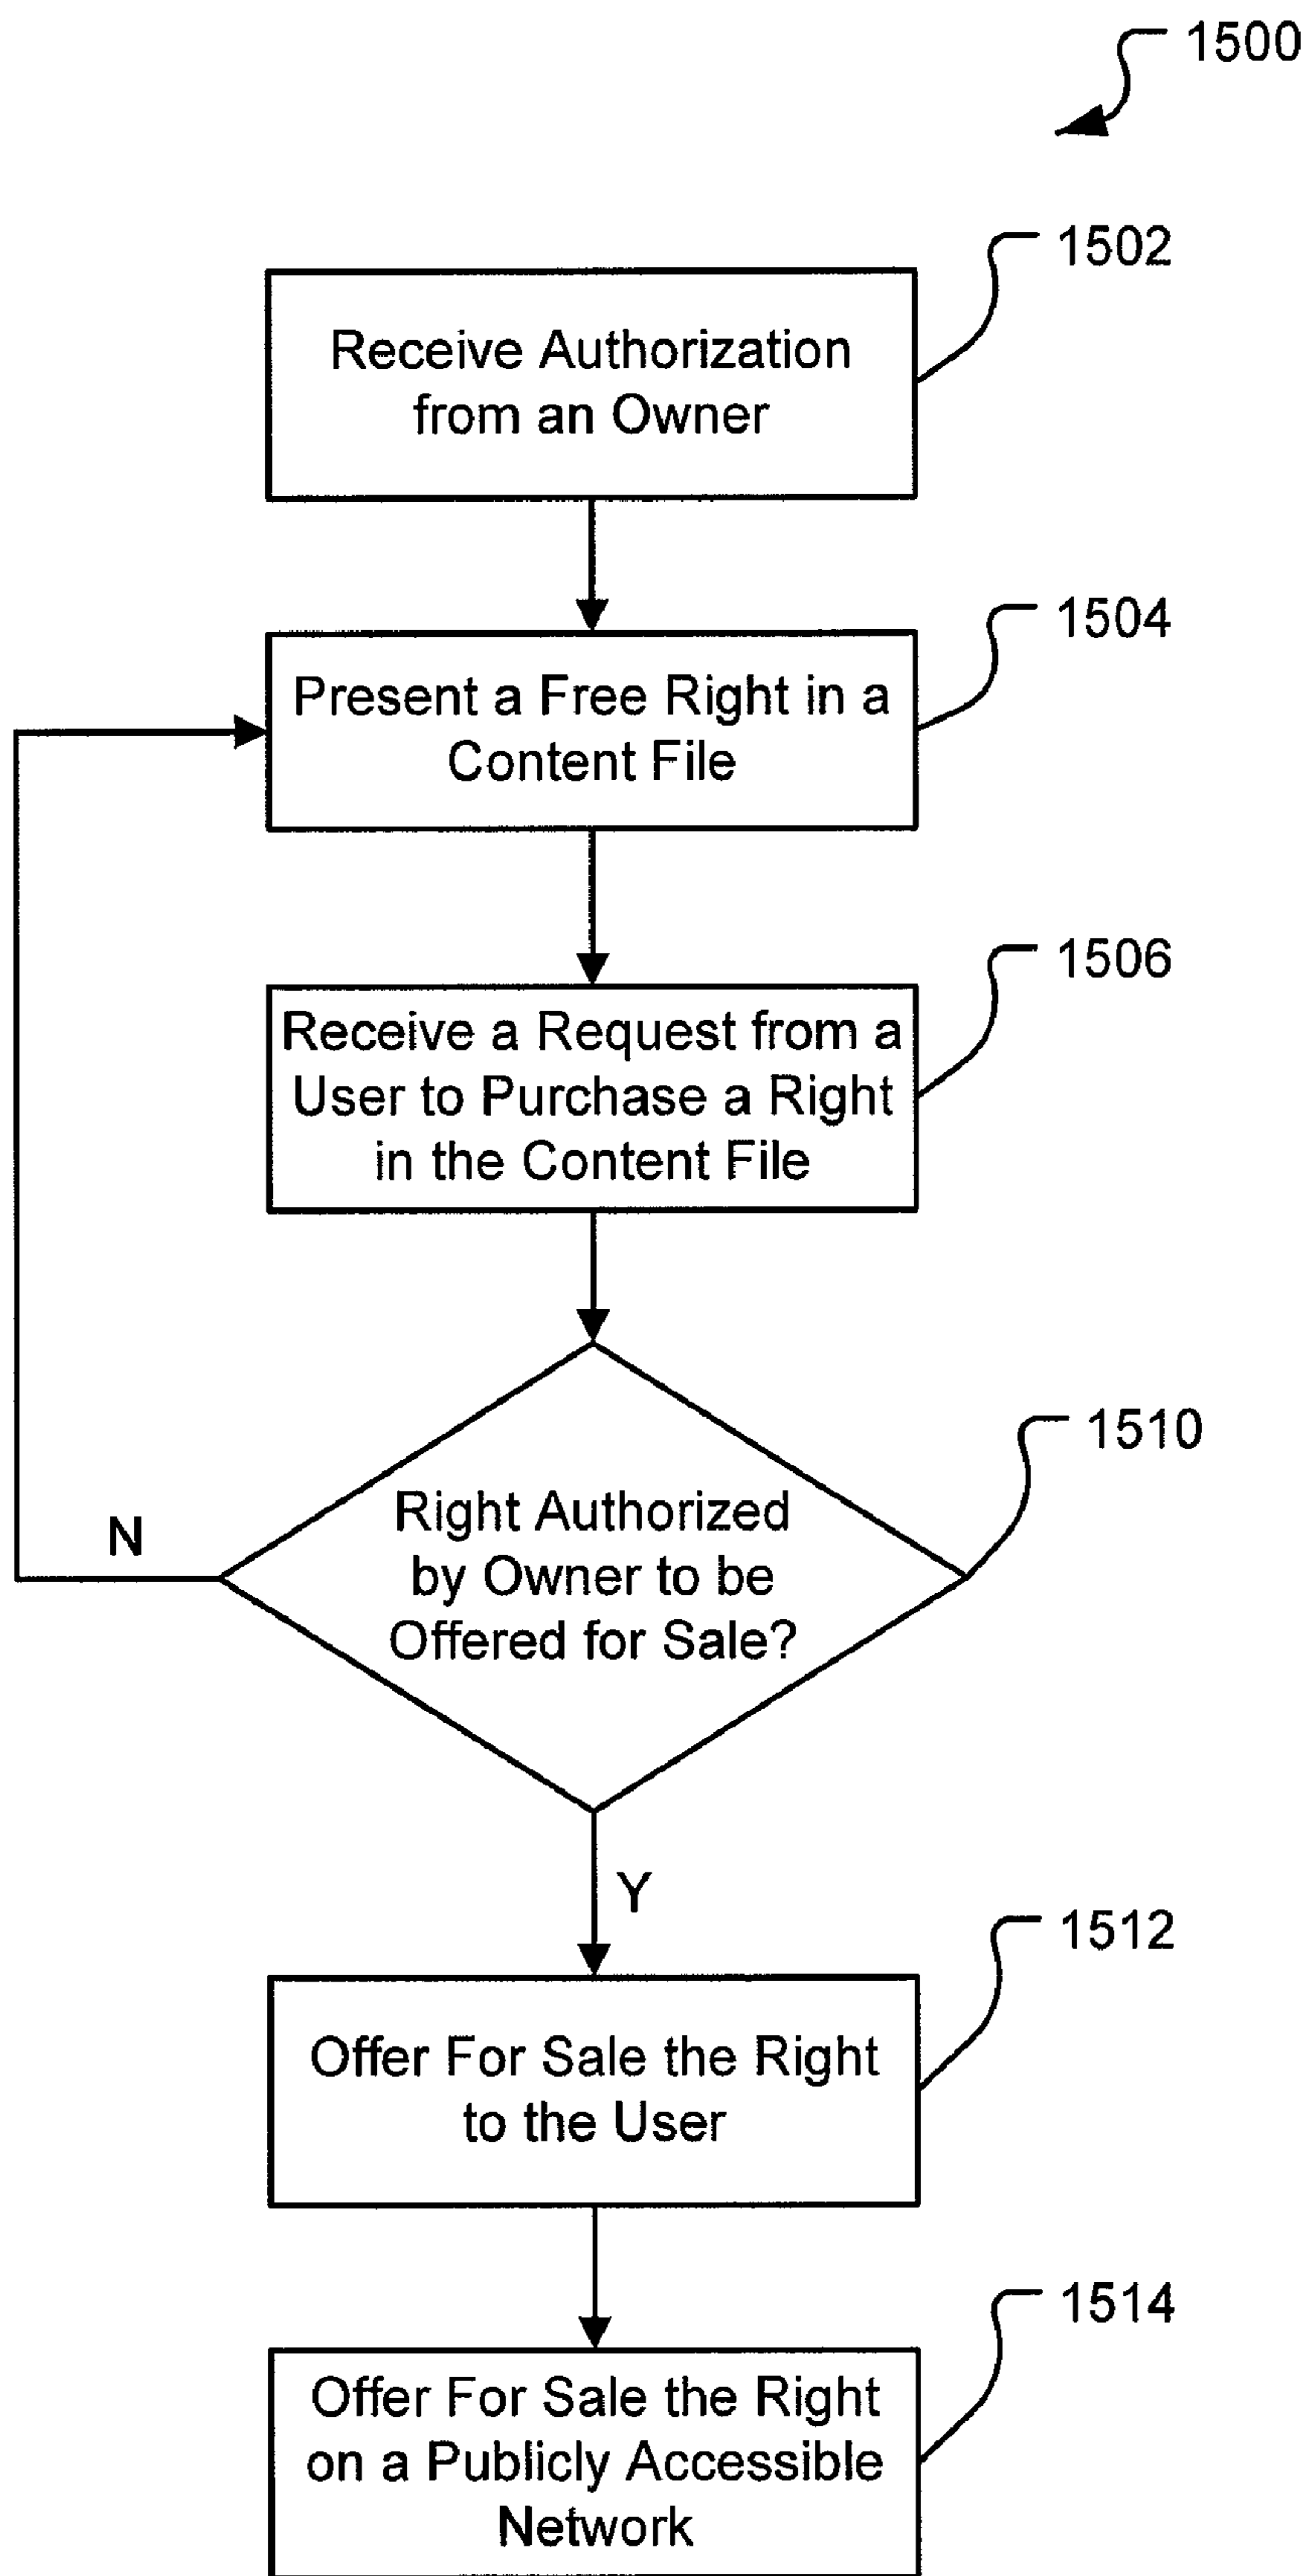 1500
1502
Receive Authorization
from an Owner
1504
Present a Free Right in a
Content File
1506
Receive a Request from a
User to Purchase a Right
in the Content File
1510
Right Authorized
by Owner to be
Offered for Sale?
N
Y
1512
Offer For Sale the Right
to the User
1514
Offer For Sale the Right
on a Publicly Accessible
Network